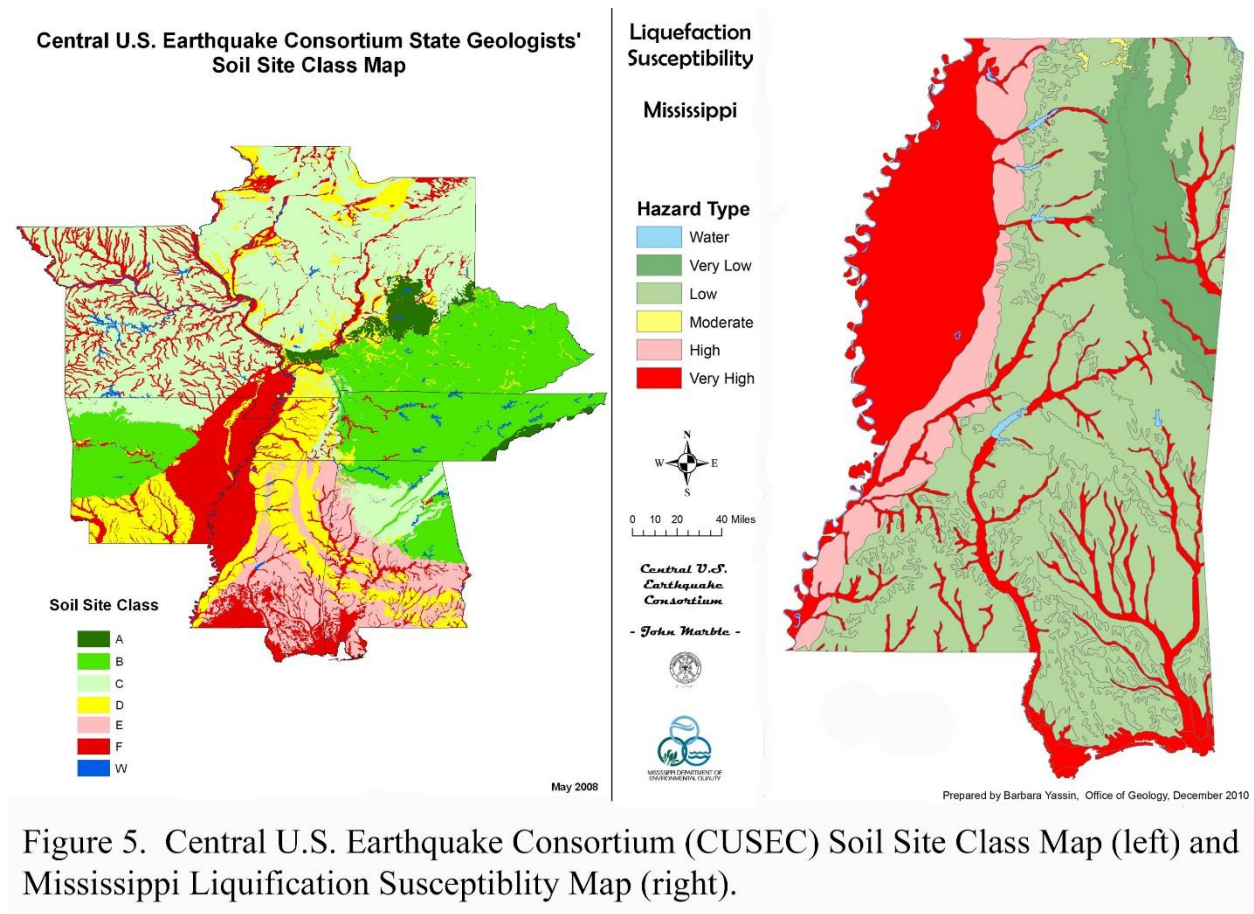 Central U.S. Earthquake Consortium State Geologists'
Soil Site Class Map
Soil Site Class
A
B
C
D
E
F
W
May 2008
Liquefaction
Susceptibility
Mississippi
Hazard Type
Water
Very Low
Low
Moderate
High
Very High
N
W E
S
0 10 20 40 Miles
Central U.S.
Earthquake
Consortium
- John Marble -
MISSISSIPPI DEPARTMENT OF
ENVIRONMENTAL QUALITY
Prepared by Barbara Yassin, Office of Geology, December 2010
Figure 5. Central U.S. Earthquake Consortium (CUSEC) Soil Site Class Map (left) and
Mississippi Liquification Susceptiblity Map (right).